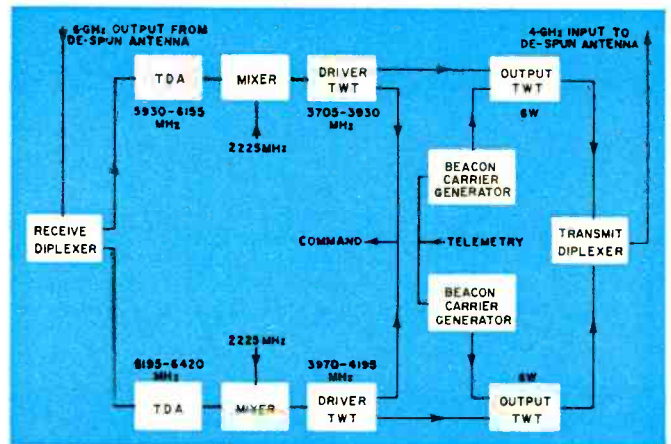 6-GHz OUTPUT FROM
DE-SPUN ANTENNA
4-GHz INPUT TO
DE-SPUN ANTENNA
TDA
MIXER
DRIVER
TWT
OUTPUT
TWT
5930-6155
MHz
3705-3930
MHz
6W
2225MHz
BEACON
CARRIER
GENERATOR
RECEIVE
DIPLEXER
COMMAND
TELEMETRY
TRANSMIT
DIPLEXER
BEACON
CARRIER
GENERATOR
2225MHz
6195-6420
MHz
3970-4195
MHz
6W
TDA
MIXER
DRIVER
TWT
OUTPUT
TWT